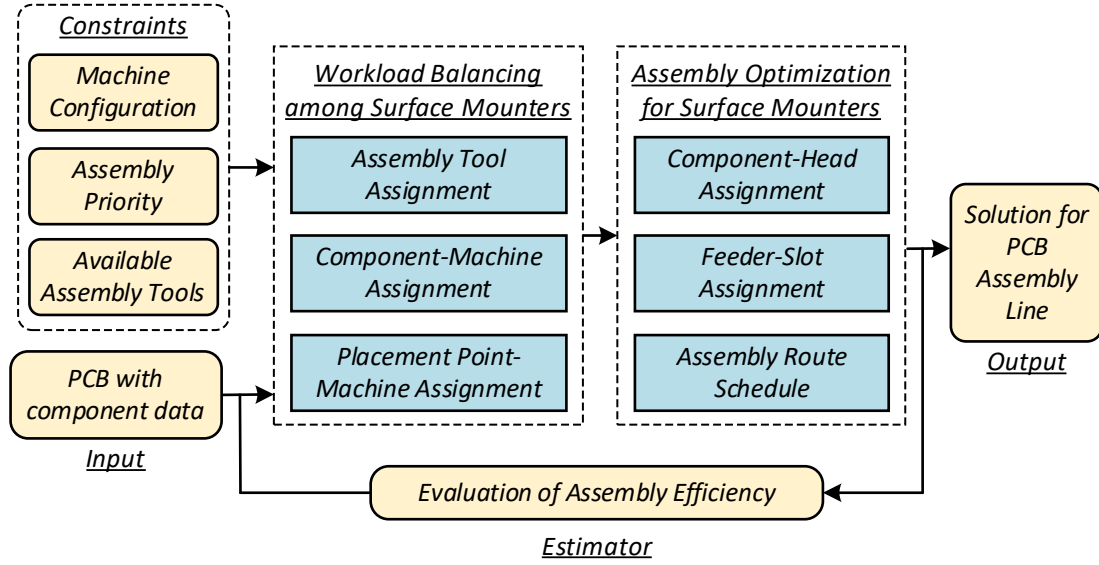 Constraints
Machine
Configuration
Assembly
Priority
Available
Assembly Tools
PCB with
component data
Input
Workload Balancing
among Surface Mounters
Assembly Tool
Assignment
Component-Machine
Assignment
Placement Point-
Machine Assignment
Assembly Optimization
for Surface Mounters
Component-Head
Assignment
Feeder-Slot
Assignment
Assembly Route
Schedule
Solution for
PCB
Assembly
Line
Output
Evaluation of Assembly Efficiency
Estimator